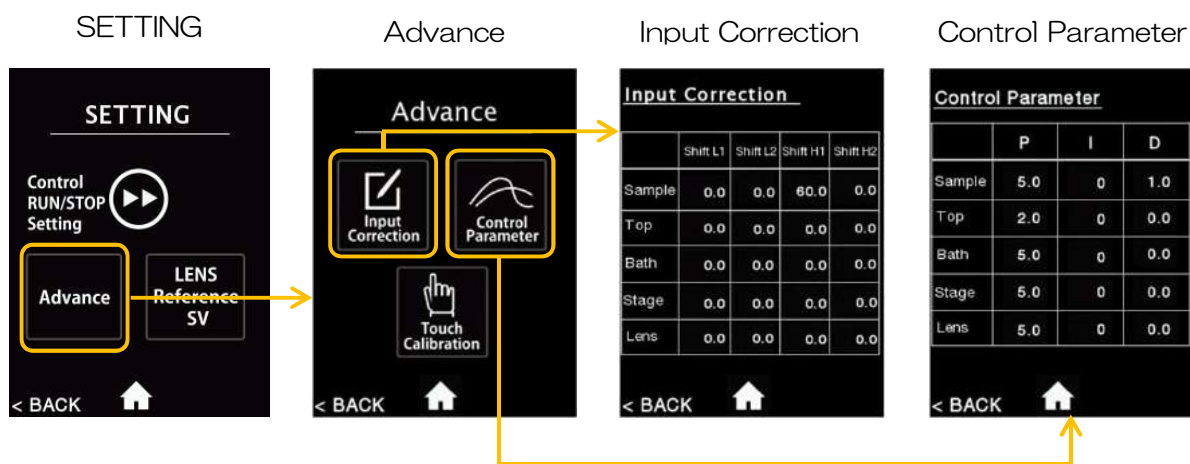 SETTING
Advance
Input Correction
Control Parameter
SETTING
Control
RUN/STOP
Setting
Advance
LENS
Reference
SV
< BACK
Advance
Input
Correction
Control
Parameter
Touch
Calibration
< BACK
Input Correction
Shift L1 Shift L2 Shift H1 Shift H2
Sample 0.0 0.0 60.0 0.0
Top 0.0 0.0 0.0 0.0
Bath 0.0 0.0 0.0 0.0
Stage 0.0 0.0 0.0 0.0
Lens 0.0 0.0 0.0 0.0
< BACK
Control Parameter
P I D
Sample 5.0 0 1.0
Top 2.0 0 0.0
Bath 5.0 0 0.0
Stage 5.0 0 0.0
Lens 5.0 0 0.0
< BACK